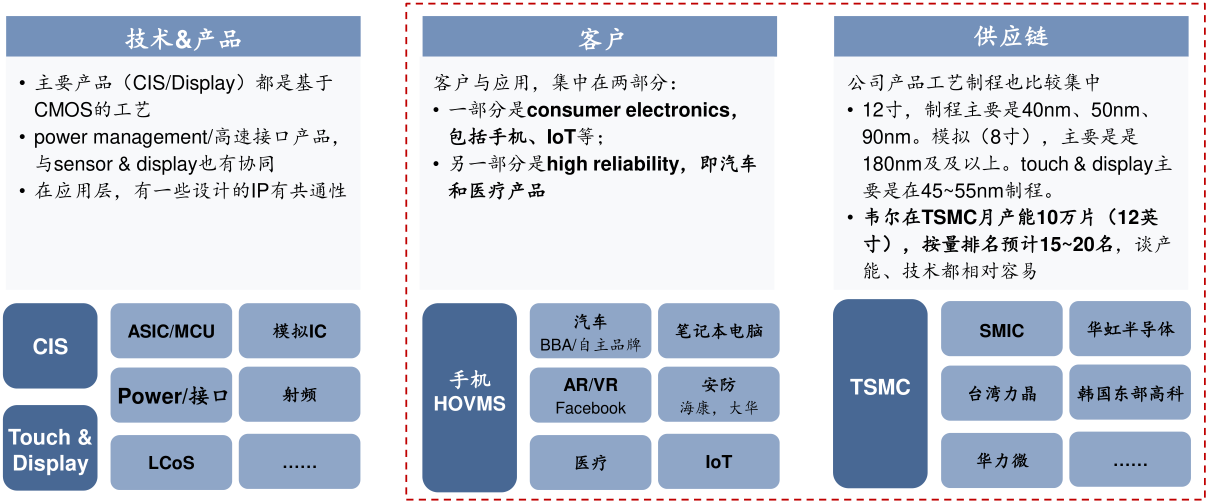 技术&产品
• 主要产品（CIS/Display）都是基于
CMOS的工艺
• power management/高速接口产品，
与sensor & display也有协同
• 在应用层，有一些设计的IP有共通性
CIS
Touch &
Display
ASIC/MCU
模拟IC
Power/接口
射频
LCoS
……
客户
客户与应用，集中在两部分：
• 一部分是consumer electronics，
包括手机、IoT等；
• 另一部分是high reliability，即汽车
和医疗产品
手机
HOVMS
汽车
BBA/自主品牌
笔记本电脑
AR/VR
Facebook
安防
海康，大华
医疗
IoT
供应链
公司产品工艺制程也比较集中
• 12寸，制程主要是40nm、50nm、
90nm。模拟（8寸），主要是是
180nm及及以上。touch & display主
要是在45~55nm制程。
• 韦尔在TSMC月产能10万片（12英
寸），按量排名预计15~20名，谈产
能、技术都相对容易
TSMC
SMIC
华虹半导体
台湾力晶
韩国东部高科
华力微
……